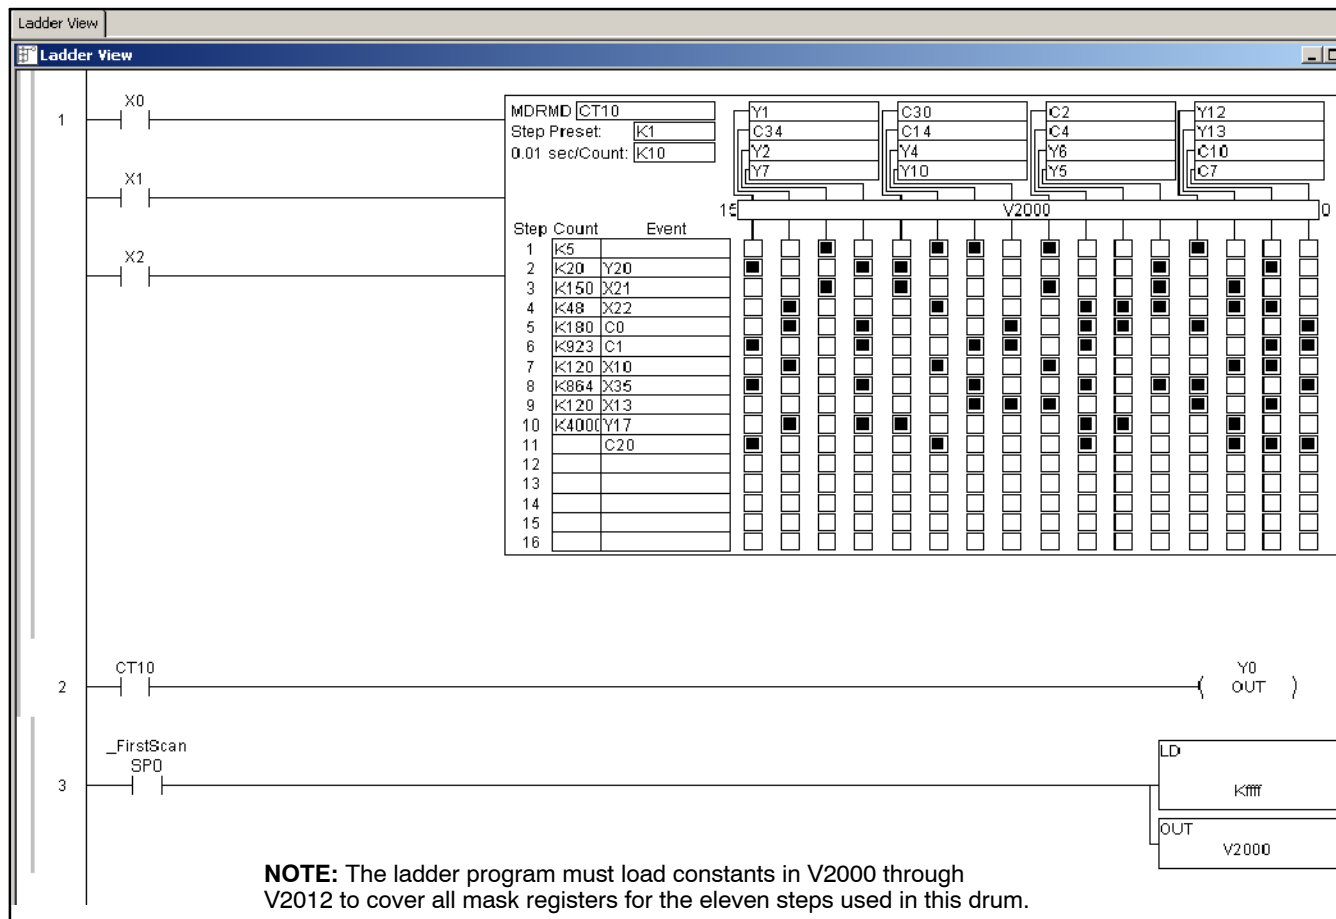 Ladder View
Ladder View
1
X0
X1
X2
MDRMD CT10
Step Preset: K1
0.01 sec/Count: K10
Y1 C30 C2 Y12
C34 C14 C4 Y13
Y2 Y4 Y6 C10
Y7 Y10 Y5 C7
15 V2000 0
Step Count Event
1 K5
2 K20 Y20
3 K150 X21
4 K48 X22
5 K180 C0
6 K923 C1
7 K120 X10
8 K864 X35
9 K120 X13
10 K4000 Y17
11 C20
12
13
14
15
16
2
CT10
Y0
OUT
3
_FirstScan
SP0
LD
Kffff
OUT
V2000
NOTE: The ladder program must load constants in V2000 through
V2012 to cover all mask registers for the eleven steps used in this drum.